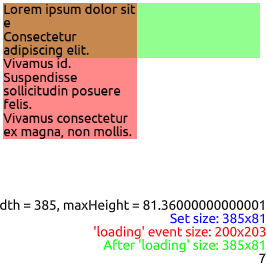 Lorem ipsum dolor sit
e
Consectetur
adipiscing elit.
Vivamus id.
Suspendisse
sollicitudin posuere
felis.
Vivamus consectetur
ex magna, non mollis.
dth = 385, maxHeight = 81.36000000000001
Set size: 385x81
'loading' event size: 200x203
After 'loading' size: 385x81
7